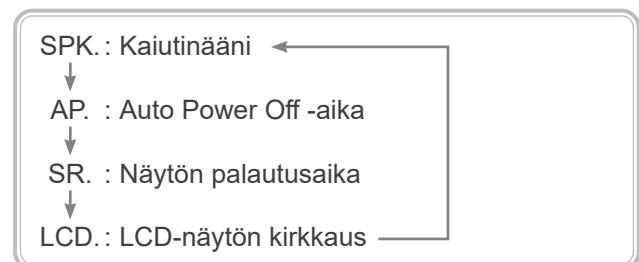 SPK. : Kaiutinääni
AP. : Auto Power Off -aika
SR. : Näytön palautusaika
LCD. : LCD-näytön kirkkaus